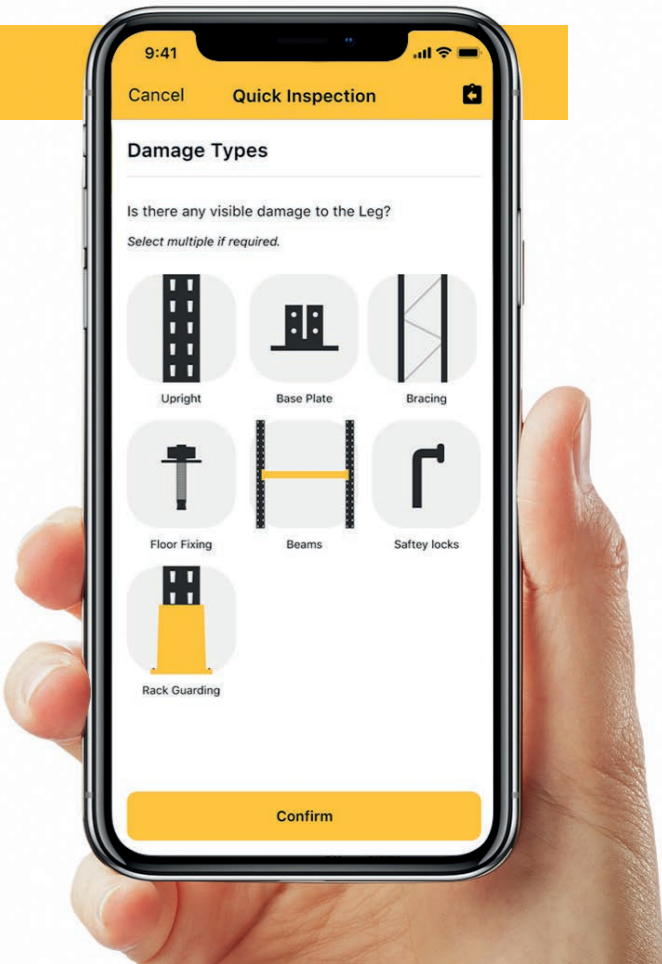 9:41
Cancel Quick Inspection
Damage Types
Is there any visible damage to the Leg?
Select multiple if required.
Upright Base Plate Bracing
Floor Fixing Beams Saftey locks
Rack Guarding
Confirm